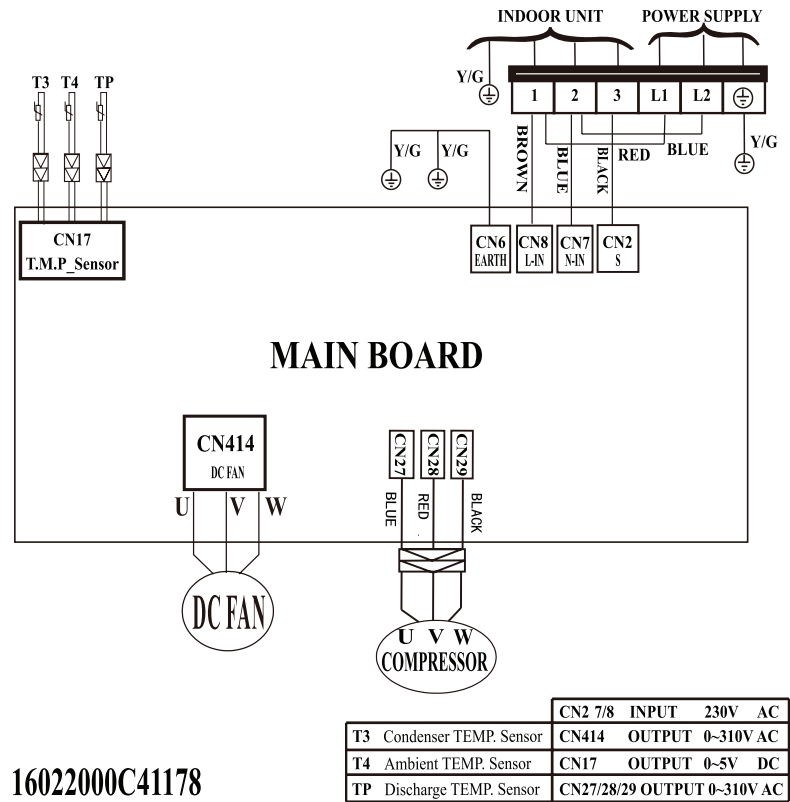 INDOOR UNIT POWER SUPPLY
T3 T4 TP
Y/G
1 2 3 L1 L2
Y/G Y/G
BROWN BLUE BLACK RED BLUE Y/G
CN17
T.M.P_Sensor
CN6
EARTH
CN8
L-IN
CN7
N-IN
CN2
S
MAIN BOARD
CN414
DC FAN
U V W
DC FAN
CN27 CN28 CN29
BLUE RED BLACK
U V W
COMPRESSOR
CN2 7/8 INPUT 230V AC
T3 Condenser TEMP. Sensor CN414 OUTPUT 0~310V AC
T4 Ambient TEMP. Sensor CN17 OUTPUT 0~5V DC
TP Discharge TEMP. Sensor CN27/28/29 OUTPUT 0~310V AC
16022000C41178